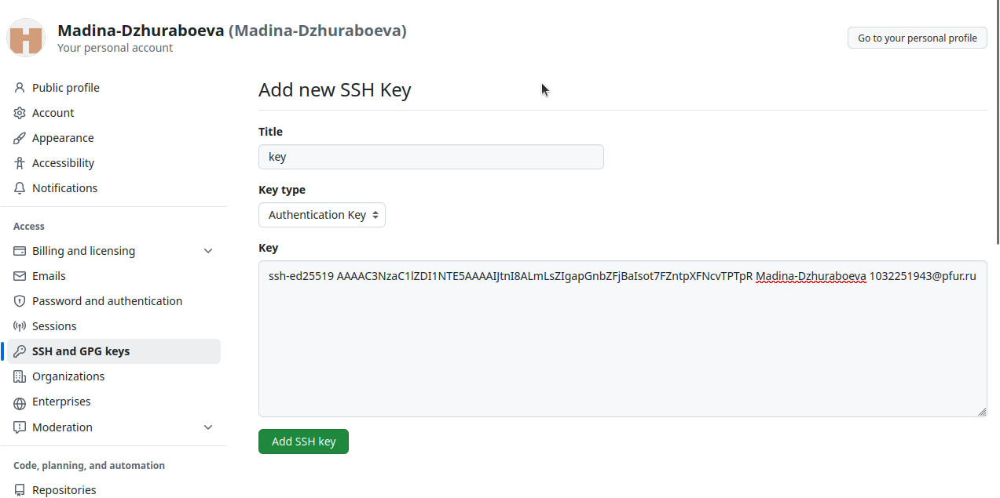 Madina-Dzhuraboeva (Madina-Dzhuraboeva)
Your personal account
Go to your personal profile
Public profile
Account
Appearance
Accessibility
Notifications
Access
Billing and licensing
Emails
Password and authentication
Sessions
SSH and GPG keys
Organizations
Enterprises
Moderation
Code, planning, and automation
Repositories
Add new SSH Key
Title
key
Key type
Authentication Key
Key
ssh-ed25519 AAAAC3NzaC1lZDI1NTE5AAAAIJtnI8ALmLsZIgapGnbZFjBaIsot7FZntpXFNcvTPTpR Madina-Dzhuraboeva 1032251943@pfur.ru
Add SSH key